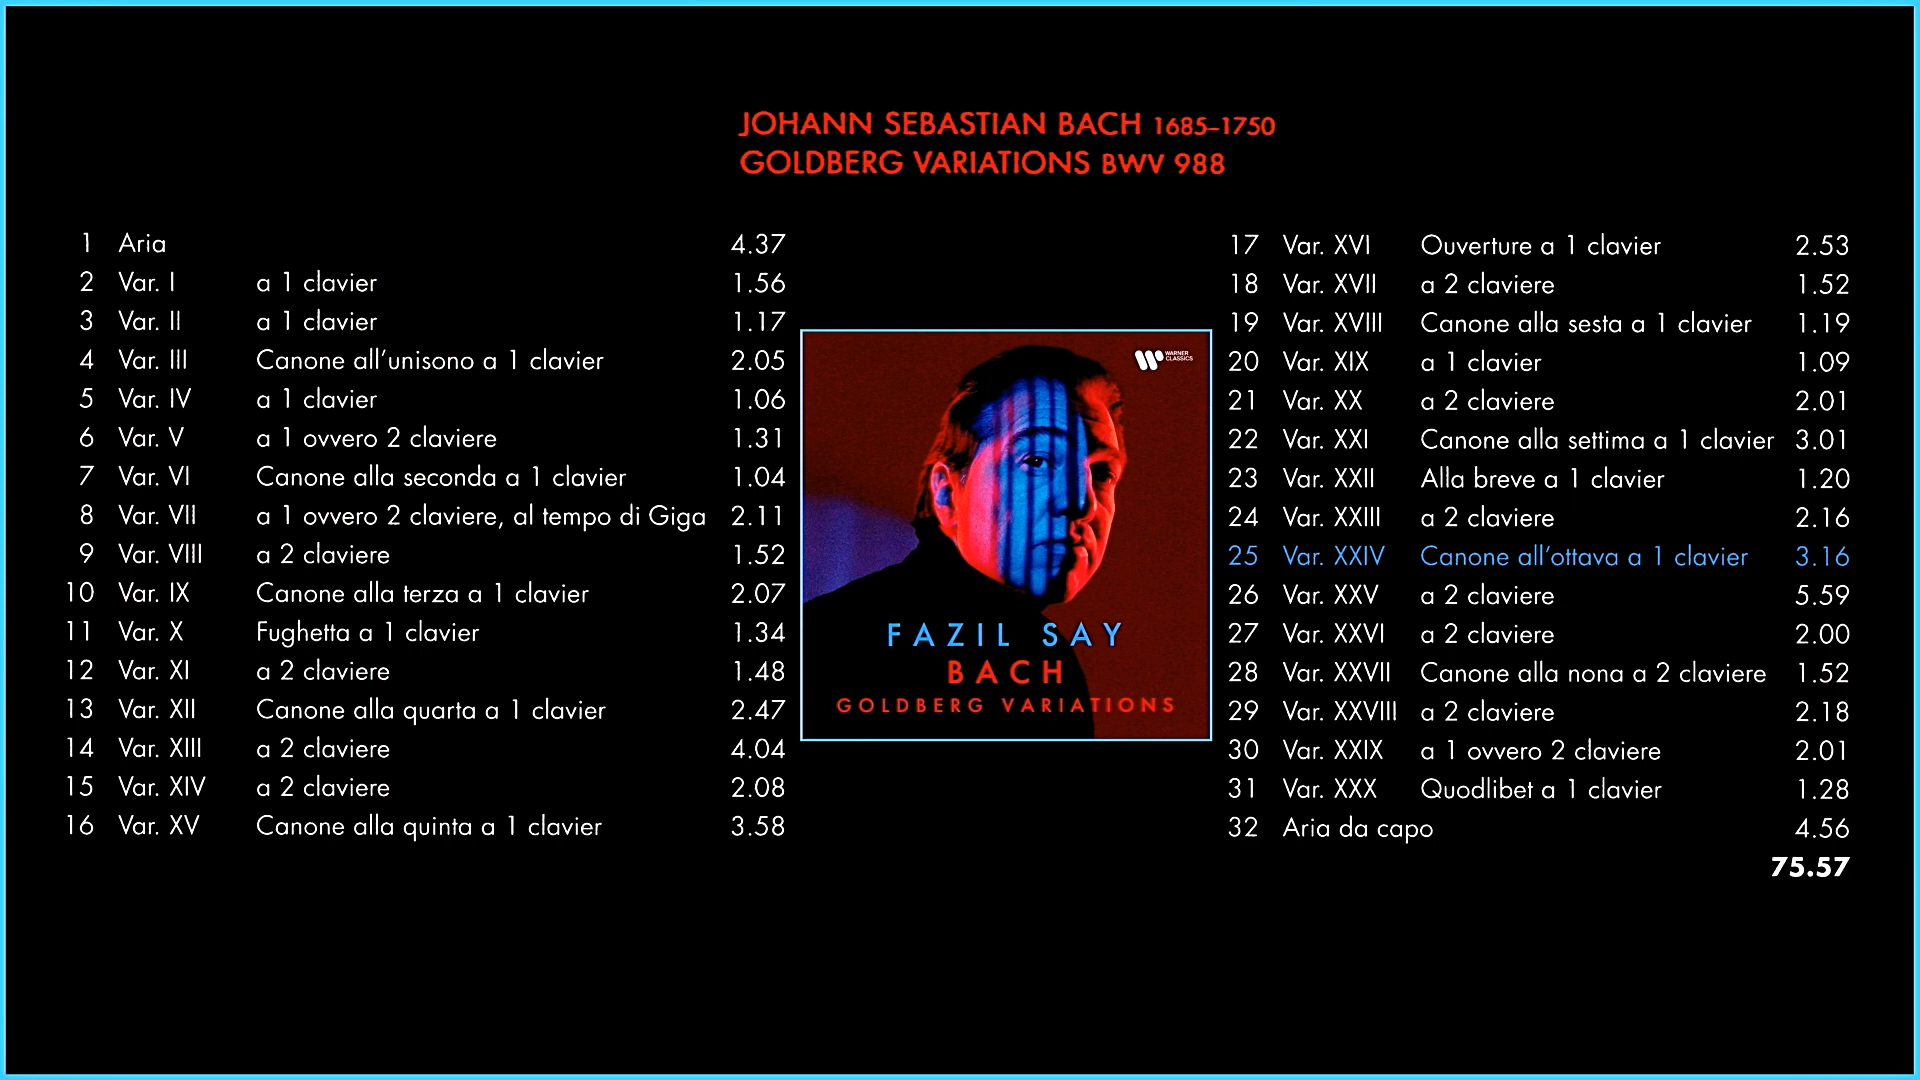 JOHANN SEBASTIAN BACH 1685–1750
GOLDBERG VARIATIONS BWV 988
1 Aria 4.37
2 Var. I a 1 clavier 1.56
3 Var. II a 1 clavier 1.17
4 Var. III Canone all’unisono a 1 clavier 2.05
5 Var. IV a 1 clavier 1.06
6 Var. V a 1 ovvero 2 claviere 1.31
7 Var. VI Canone alla seconda a 1 clavier 1.04
8 Var. VII a 1 ovvero 2 claviere, al tempo di Giga 2.11
9 Var. VIII a 2 claviere 1.52
10 Var. IX Canone alla terza a 1 clavier 2.07
11 Var. X Fughetta a 1 clavier 1.34
12 Var. XI a 2 claviere 1.48
13 Var. XII Canone alla quarta a 1 clavier 2.47
14 Var. XIII a 2 claviere 4.04
15 Var. XIV a 2 claviere 2.08
16 Var. XV Canone alla quinta a 1 clavier 3.58
WARNER
CLASSICS
FAZIL SAY
BACH
GOLDBERG VARIATIONS
17 Var. XVI Ouverture a 1 clavier 2.53
18 Var. XVII a 2 claviere 1.52
19 Var. XVIII Canone alla sesta a 1 clavier 1.19
20 Var. XIX a 1 clavier 1.09
21 Var. XX a 2 claviere 2.01
22 Var. XXI Canone alla settima a 1 clavier 3.01
23 Var. XXII Alla breve a 1 clavier 1.20
24 Var. XXIII a 2 claviere 2.16
25 Var. XXIV Canone all’ottava a 1 clavier 3.16
26 Var. XXV a 2 claviere 5.59
27 Var. XXVI a 2 claviere 2.00
28 Var. XXVII Canone alla nona a 2 claviere 1.52
29 Var. XXVIII a 2 claviere 2.18
30 Var. XXIX a 1 ovvero 2 claviere 2.01
31 Var. XXX Quodlibet a 1 clavier 1.28
32 Aria da capo 4.56
75.57